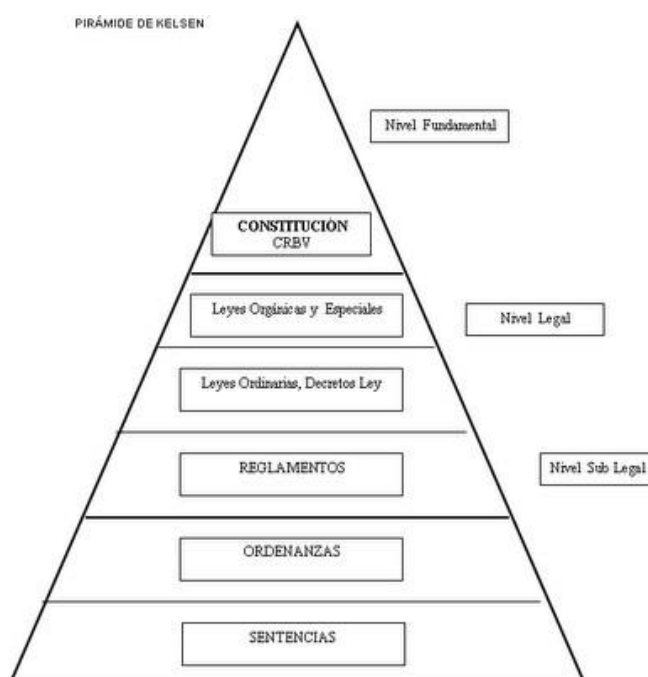 PIRÁMIDE DE KELSEN
Nivel Fundamental
CONSTITUCIÓN
CRBV
Leyes Orgánicas y Especiales
Nivel Legal
Leyes Ordinarias, Decretos Ley
REGLAMENTOS
Nivel Sub Legal
ORDENANZAS
SENTENCIAS